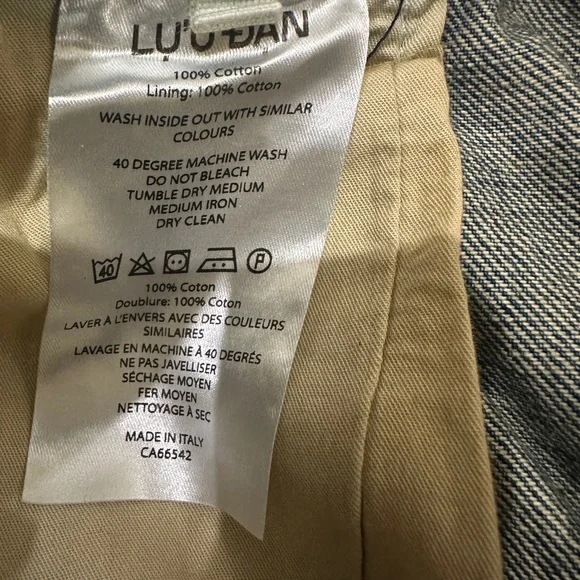 LỰU ĐẠN
100% Cotton
Lining: 100% Cotton
WASH INSIDE OUT WITH SIMILAR
COLOURS
40 DEGREE MACHINE WASH
DO NOT BLEACH
TUMBLE DRY MEDIUM
MEDIUM IRON
DRY CLEAN
40 P
100% Coton
Doublure: 100% Coton
LAVER À L'ENVERS AVEC DES COULEURS
SIMILAIRES
LAVAGE EN MACHINE À 40 DEGRÉS
NE PAS JAVELLISER
SÉCHAGE MOYEN
FER MOYEN
NETTOYAGE À SEC
MADE IN ITALY
CA66542